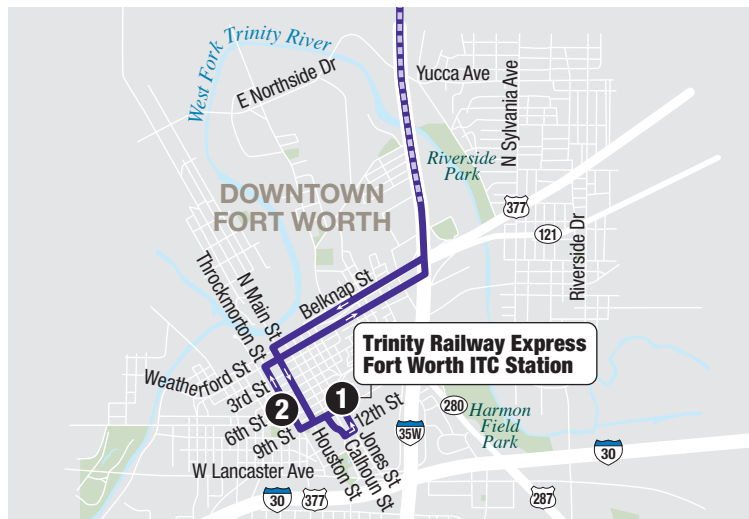 West Fork Trinity River
E Northside Dr
Yucca Ave
N Sylvania Ave
Riverside
Park
377
121
Riverside Dr
DOWNTOWN
FORT WORTH
N Main St
Throckmorton St
Belknap St
Weatherford St
3rd St
6th St
9th St
2
1
Trinity Railway Express
Fort Worth ITC Station
12th St
Jones St
Calhoun St
Houston St
280
Harmon
Field
Park
35W
30
W Lancaster Ave
30
377
287